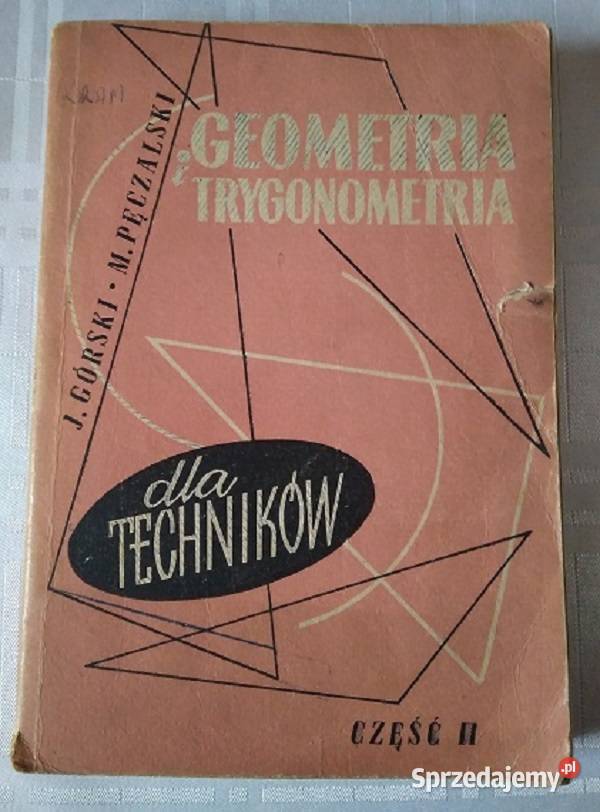 J. GÓRSKI • M. PĘCZALSKI
GEOMETRIA
i TRYGONOMETRIA
dla
TECHNIKÓW
CZĘŚĆ II
Sprzedajemy.pl